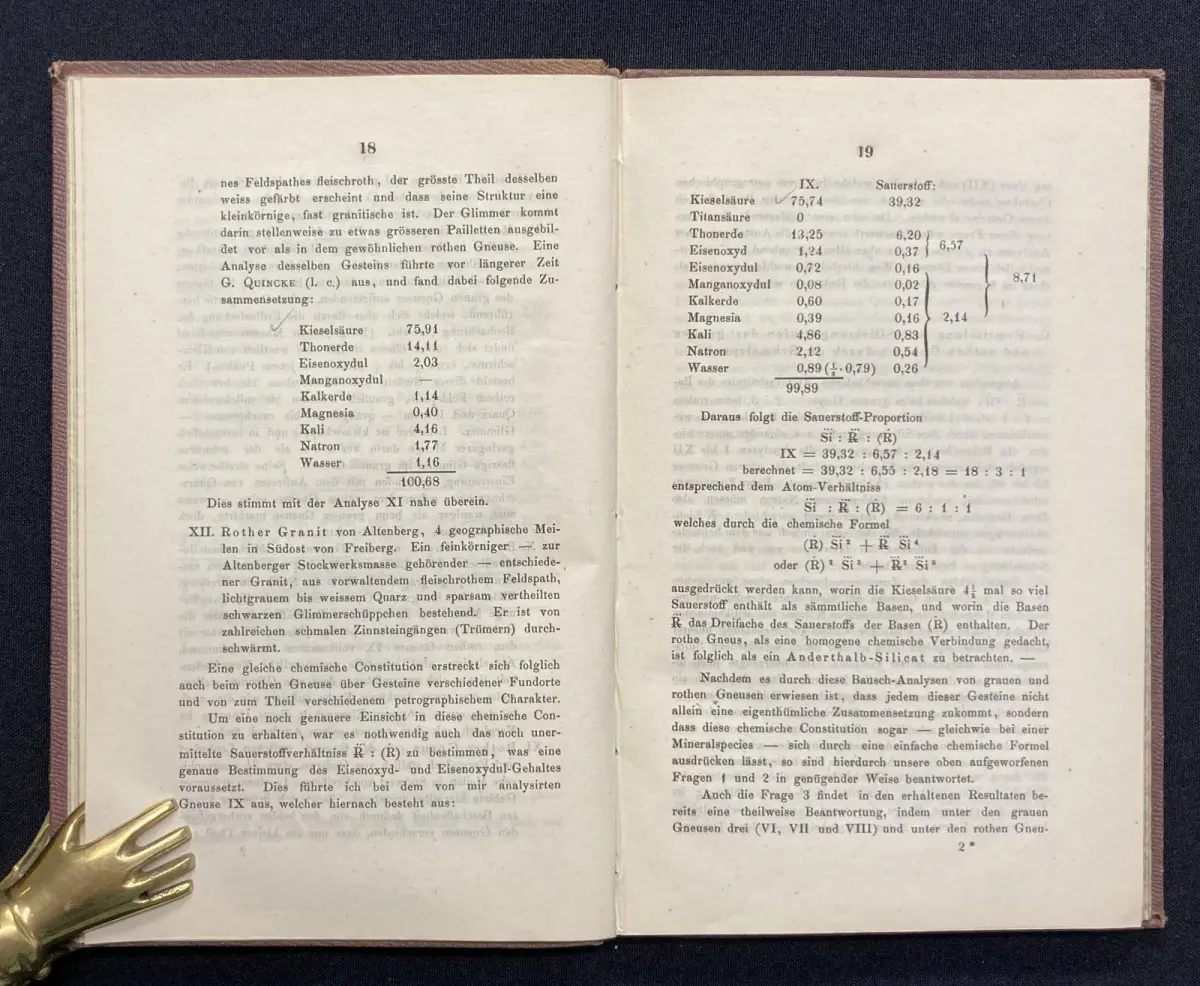 18
nes Feldspathes fleischroth, der grösste Theil desselben
weiss gefärbt erscheint und dass seine Struktur eine
kleinkörnige, fast granitische ist. Der Glimmer kommt
darin stellenweise zu etwas grösseren Pailletten ausgebil-
det vor als in dem gewöhnlichen rothen Gneuse. Eine
Analyse desselben Gesteins führte vor längerer Zeit
G. QUINCKE (l. c.) aus, und fand dabei folgende Zu-
sammensetzung:
Kieselsäure 75,91
Thonerde 14,11
Eisenoxydul 2,03
Manganoxydul —
Kalkerde 1,14
Magnesia 0,40
Kali 4,16
Natron 1,77
Wasser 1,16
100,68
Dies stimmt mit der Analyse XI nahe überein.
XII. Rother Granit von Altenberg, 4 geographische Mei-
len in Südost von Freiberg. Ein feinkörniger — zur
Altenberger Stockwerksmasse gehörender — entschiede-
ner Granit, aus vorwaltendem fleischrothem Feldspath,
lichtgrauem bis weissem Quarz und sparsam vertheilten
schwarzen Glimmerschüppchen bestehend. Er ist von
zahlreichen schmalen Zinnsteingängen (Trümern) durch-
schwärmt.
Eine gleiche chemische Constitution erstreckt sich folglich
auch beim rothen Gneuse über Gesteine verschiedener Fundorte
und von zum Theil verschiedenem petrographischem Charakter.
Um eine noch genauere Einsicht in diese chemische Con-
stitution zu erhalten, war es nothwendig auch das noch uner-
mittelte Sauerstoffverhältniss R̈ : (Ṙ) zu bestimmen, was eine
genaue Bestimmung des Eisenoxyd- und Eisenoxydul-Gehaltes
voraussetzt. Dies führte ich bei dem von mir analysirten
Gneuse IX aus, welcher hiernach besteht aus:
19
IX. Sauerstoff:
Kieselsäure 75,74 39,32
Titansäure 0
Thonerde 13,25 6,20
Eisenoxyd 1,24 0,37 } 6,57
Eisenoxydul 0,72 0,16
Manganoxydul 0,08 0,02 } 8,71
Kalkerde 0,60 0,17
Magnesia 0,39 0,16 } 2,14
Kali 4,86 0,83
Natron 2,12 0,54
Wasser 0,89 (⅓·0,79) 0,26
99,89
Daraus folgt die Sauerstoff-Proportion
S⃛i : R⃛ : (Ṙ)
IX = 39,32 : 6,57 : 2,14
berechnet = 39,32 : 6,55 : 2,18 = 18 : 3 : 1
entsprechend dem Atom-Verhältniss
S⃛i : R⃛ : (Ṙ) = 6 : 1 : 1
welches durch die chemische Formel
(Ṙ) S⃛i² + R⃛ S⃛i⁴
oder (Ṙ)² S⃛i³ + R⃛² S⃛i⁹
ausgedrückt werden kann, worin die Kieselsäure 4½ mal so viel
Sauerstoff enthält als sämmtliche Basen, und worin die Basen
R⃛ das Dreifache des Sauerstoffs der Basen (Ṙ) enthalten. Der
rothe Gneus, als eine homogene chemische Verbindung gedacht,
ist folglich als ein Anderthalb-Silicat zu betrachten. —
Nachdem es durch diese Bausch-Analysen von grauen und
rothen Gneusen erwiesen ist, dass jedem dieser Gesteine nicht
allein eine eigenthümliche Zusammensetzung zukommt, sondern
dass diese chemische Constitution sogar — gleichwie bei einer
Mineralspecies — sich durch eine einfache chemische Formel
ausdrücken lässt, so sind hierdurch unsere oben aufgeworfenen
Fragen 1 und 2 in genügender Weise beantwortet.
Auch die Frage 3 findet in den erhaltenen Resultaten be-
reits eine theilweise Beantwortung, indem unter den grauen
Gneusen drei (VI, VII und VIII) und unter den rothen Gneu-
2*